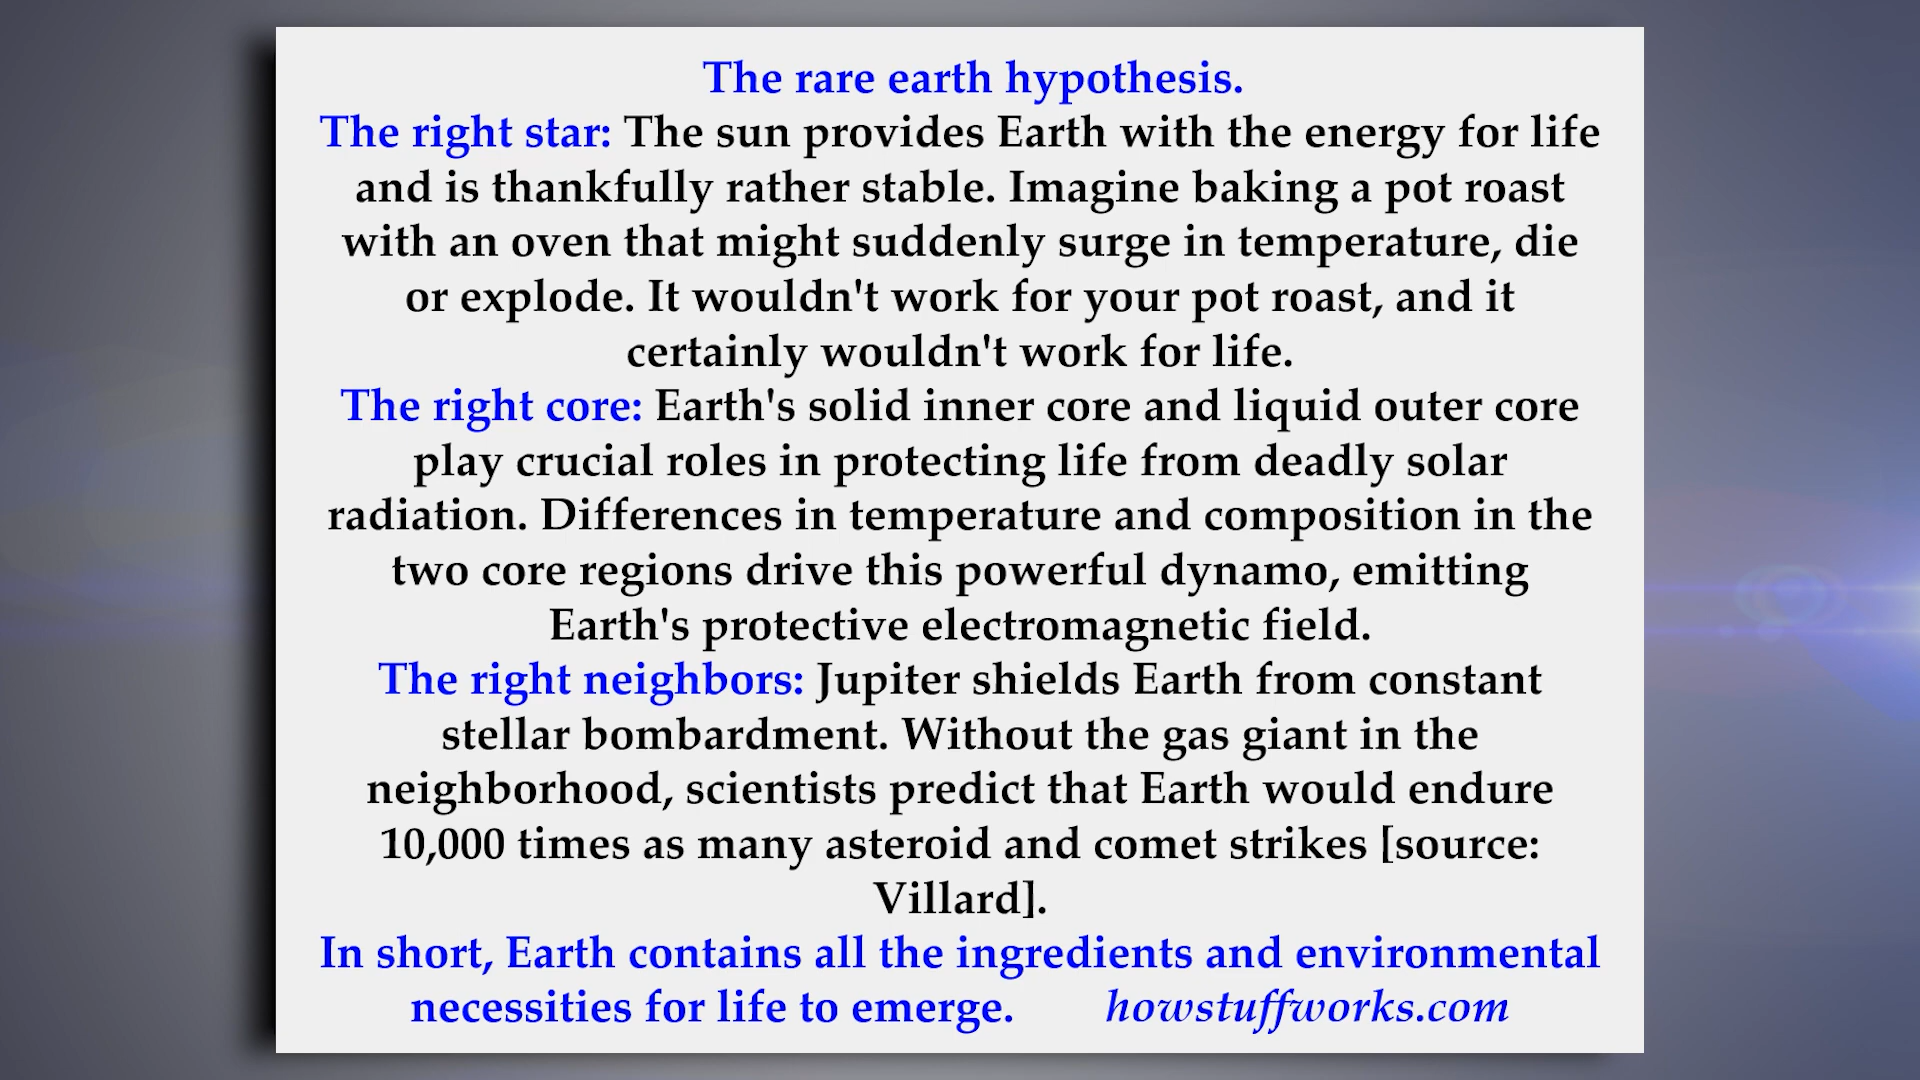 The rare earth hypothesis.
The right star: The sun provides Earth with the energy for life
and is thankfully rather stable. Imagine baking a pot roast
with an oven that might suddenly surge in temperature, die
or explode. It wouldn't work for your pot roast, and it
certainly wouldn't work for life.
The right core: Earth's solid inner core and liquid outer core
play crucial roles in protecting life from deadly solar
radiation. Differences in temperature and composition in the
two core regions drive this powerful dynamo, emitting
Earth's protective electromagnetic field.
The right neighbors: Jupiter shields Earth from constant
stellar bombardment. Without the gas giant in the
neighborhood, scientists predict that Earth would endure
10,000 times as many asteroid and comet strikes [source:
Villard].
In short, Earth contains all the ingredients and environmental
necessities for life to emerge. howstuffworks.com